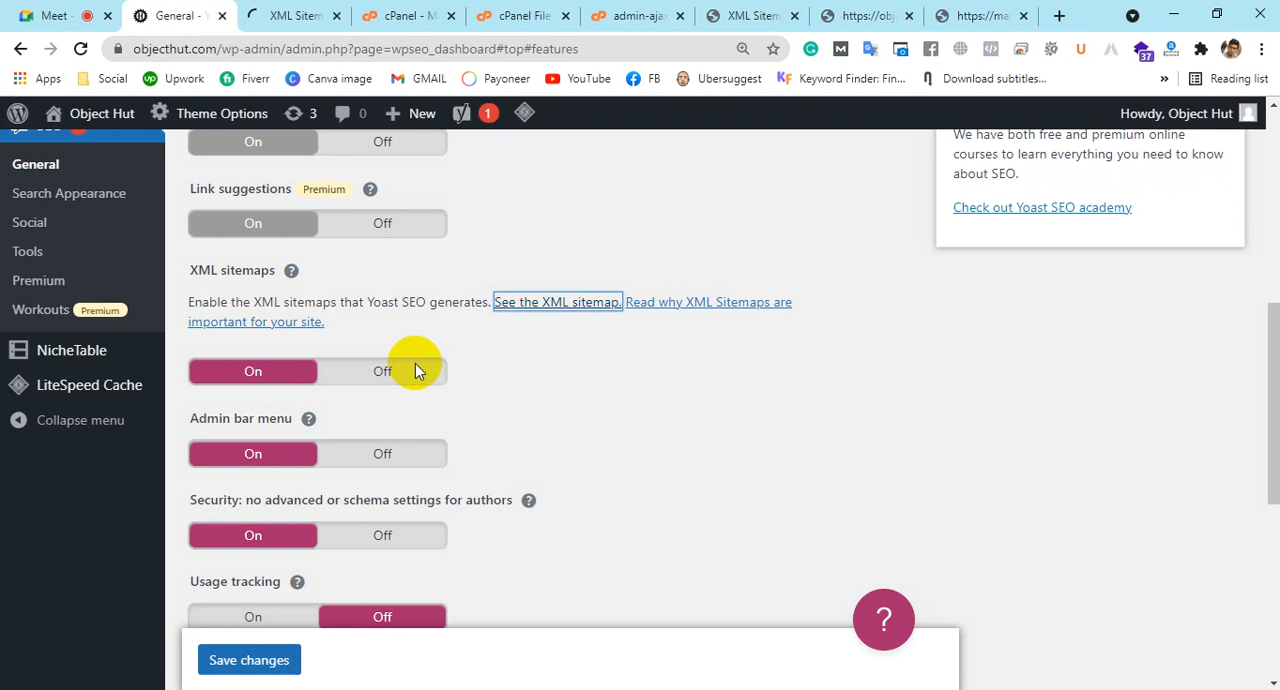 Meet -
General - Y
XML Sitem
cPanel - Ma
cPanel File
admin-ajax
XML Sitem
https://obj
https://ma
objecthut.com/wp-admin/admin.php?page=wpseo_dashboard#top#features
37
Apps
Social
Upwork
Fiverr
Canva image
GMAIL
Payoneer
YouTube
FB
Ubersuggest
Keyword Finder: Fin...
Download subtitles...
»
Reading list
Object Hut
Theme Options
3
0
New
1
Howdy, Object Hut
General
Search Appearance
Social
Tools
Premium
Workouts Premium
NicheTable
LiteSpeed Cache
Collapse menu
On Off
Link suggestions Premium ?
On Off
XML sitemaps ?
Enable the XML sitemaps that Yoast SEO generates. See the XML sitemap. Read why XML Sitemaps are
important for your site.
On Off
Admin bar menu ?
On Off
Security: no advanced or schema settings for authors ?
On Off
Usage tracking ?
On Off
Save changes
?
We have both free and premium online
courses to learn everything you need to know
about SEO.
Check out Yoast SEO academy